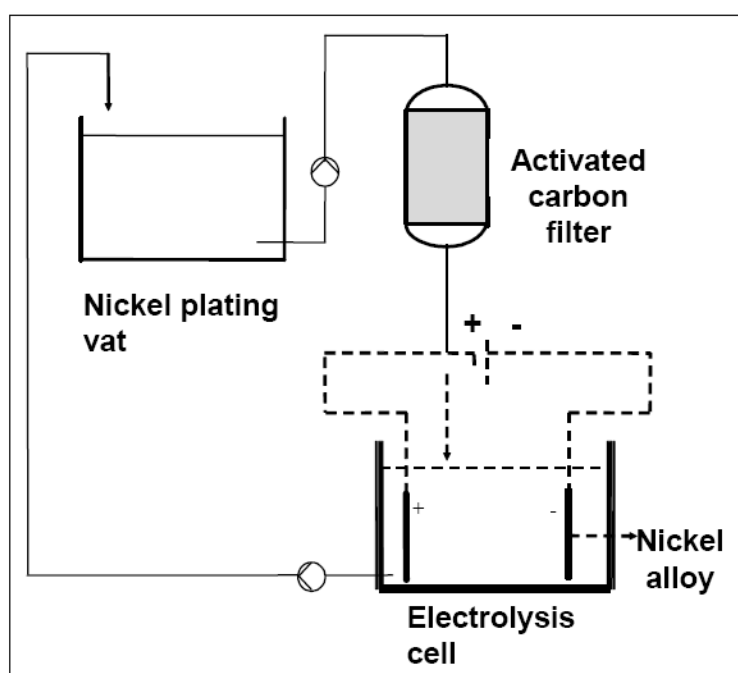 Activated
carbon
filter
Nickel plating
vat
+ -
+ -
Nickel
alloy
Electrolysis
cell